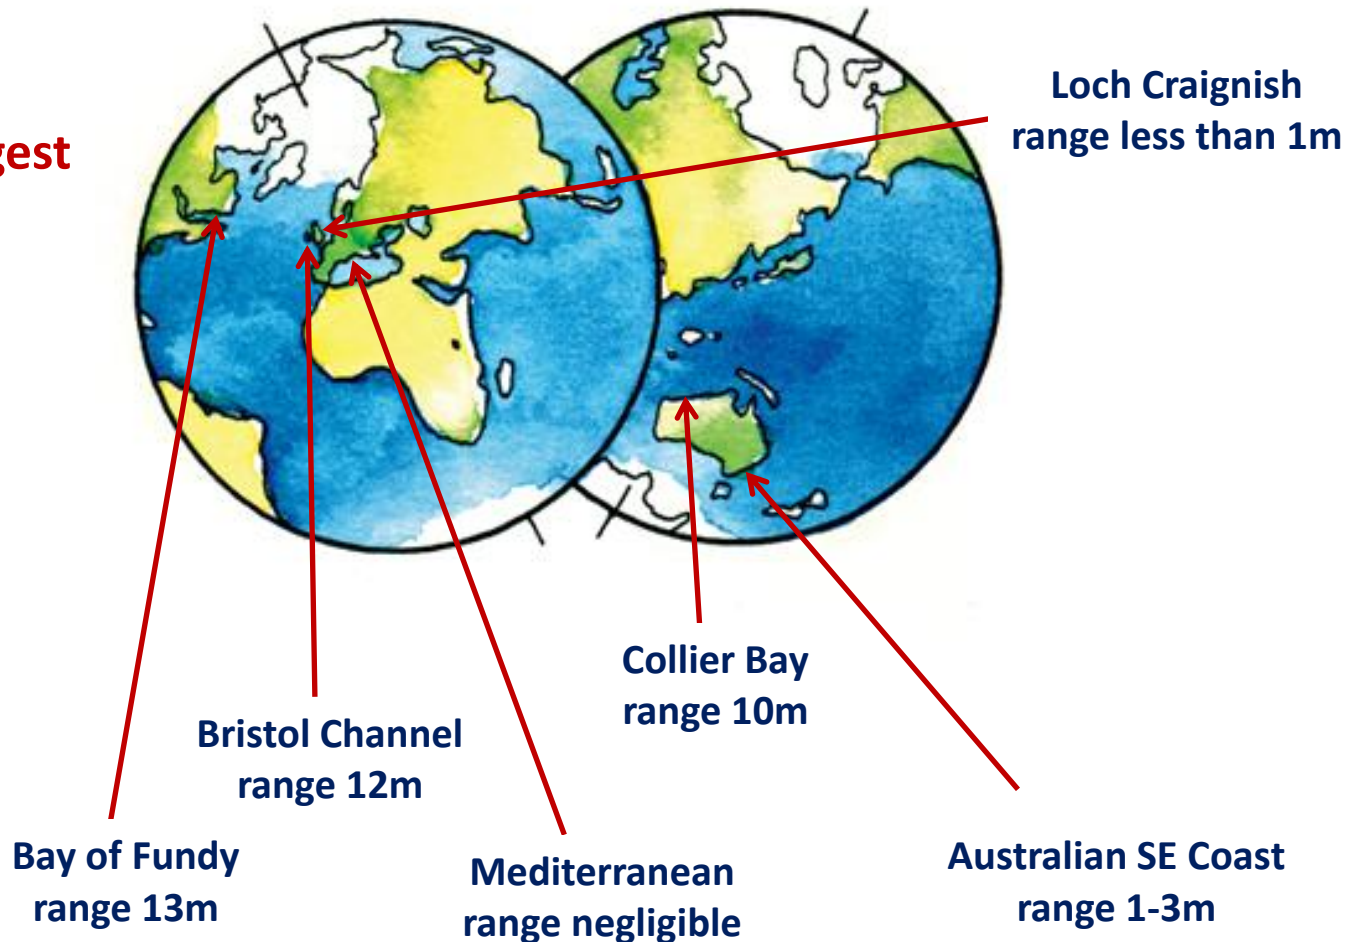 Loch Craignish
range less than 1m
Collier Bay
range 10m
Bristol Channel
range 12m
Bay of Fundy
range 13m
Mediterranean
range negligible
Australian SE Coast
range 1-3m